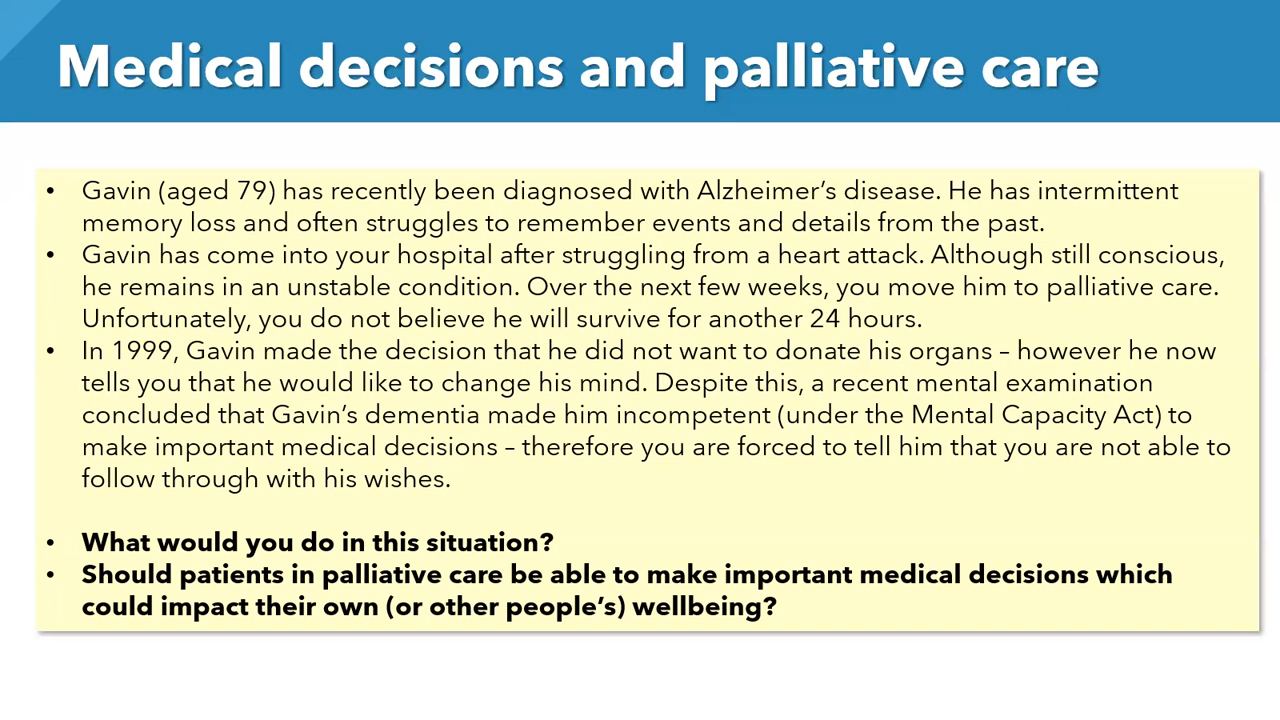 Medical decisions and palliative care
• Gavin (aged 79) has recently been diagnosed with Alzheimer’s disease. He has intermittent
memory loss and often struggles to remember events and details from the past.
• Gavin has come into your hospital after struggling from a heart attack. Although still conscious,
he remains in an unstable condition. Over the next few weeks, you move him to palliative care.
Unfortunately, you do not believe he will survive for another 24 hours.
• In 1999, Gavin made the decision that he did not want to donate his organs – however he now
tells you that he would like to change his mind. Despite this, a recent mental examination
concluded that Gavin’s dementia made him incompetent (under the Mental Capacity Act) to
make important medical decisions – therefore you are forced to tell him that you are not able to
follow through with his wishes.
• What would you do in this situation?
• Should patients in palliative care be able to make important medical decisions which
could impact their own (or other people’s) wellbeing?